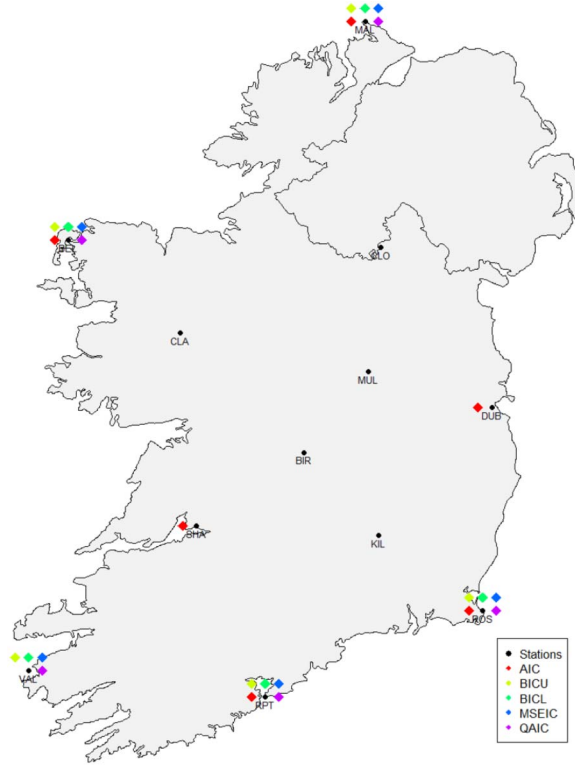 MAL
BEL
CLO
CLA
MUL
DUB
BIR
SHA
KIL
ROS
VAL
RPT
Stations
AIC
BICU
BICL
MSEIC
QAIC